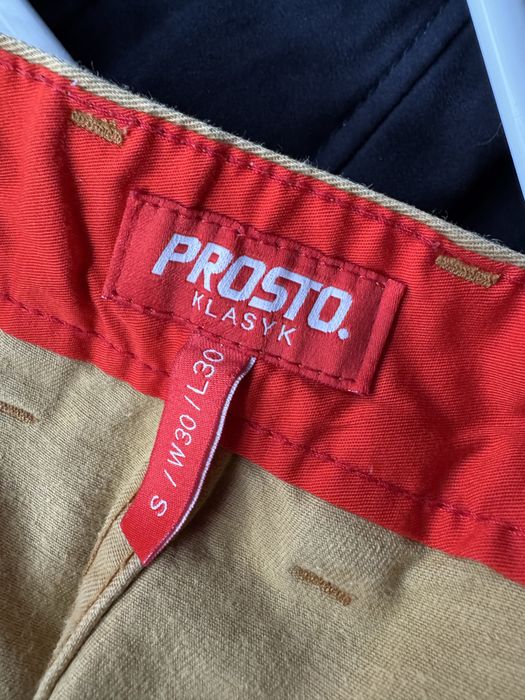 PROSTO.
KLASYK
S / W30 / L30